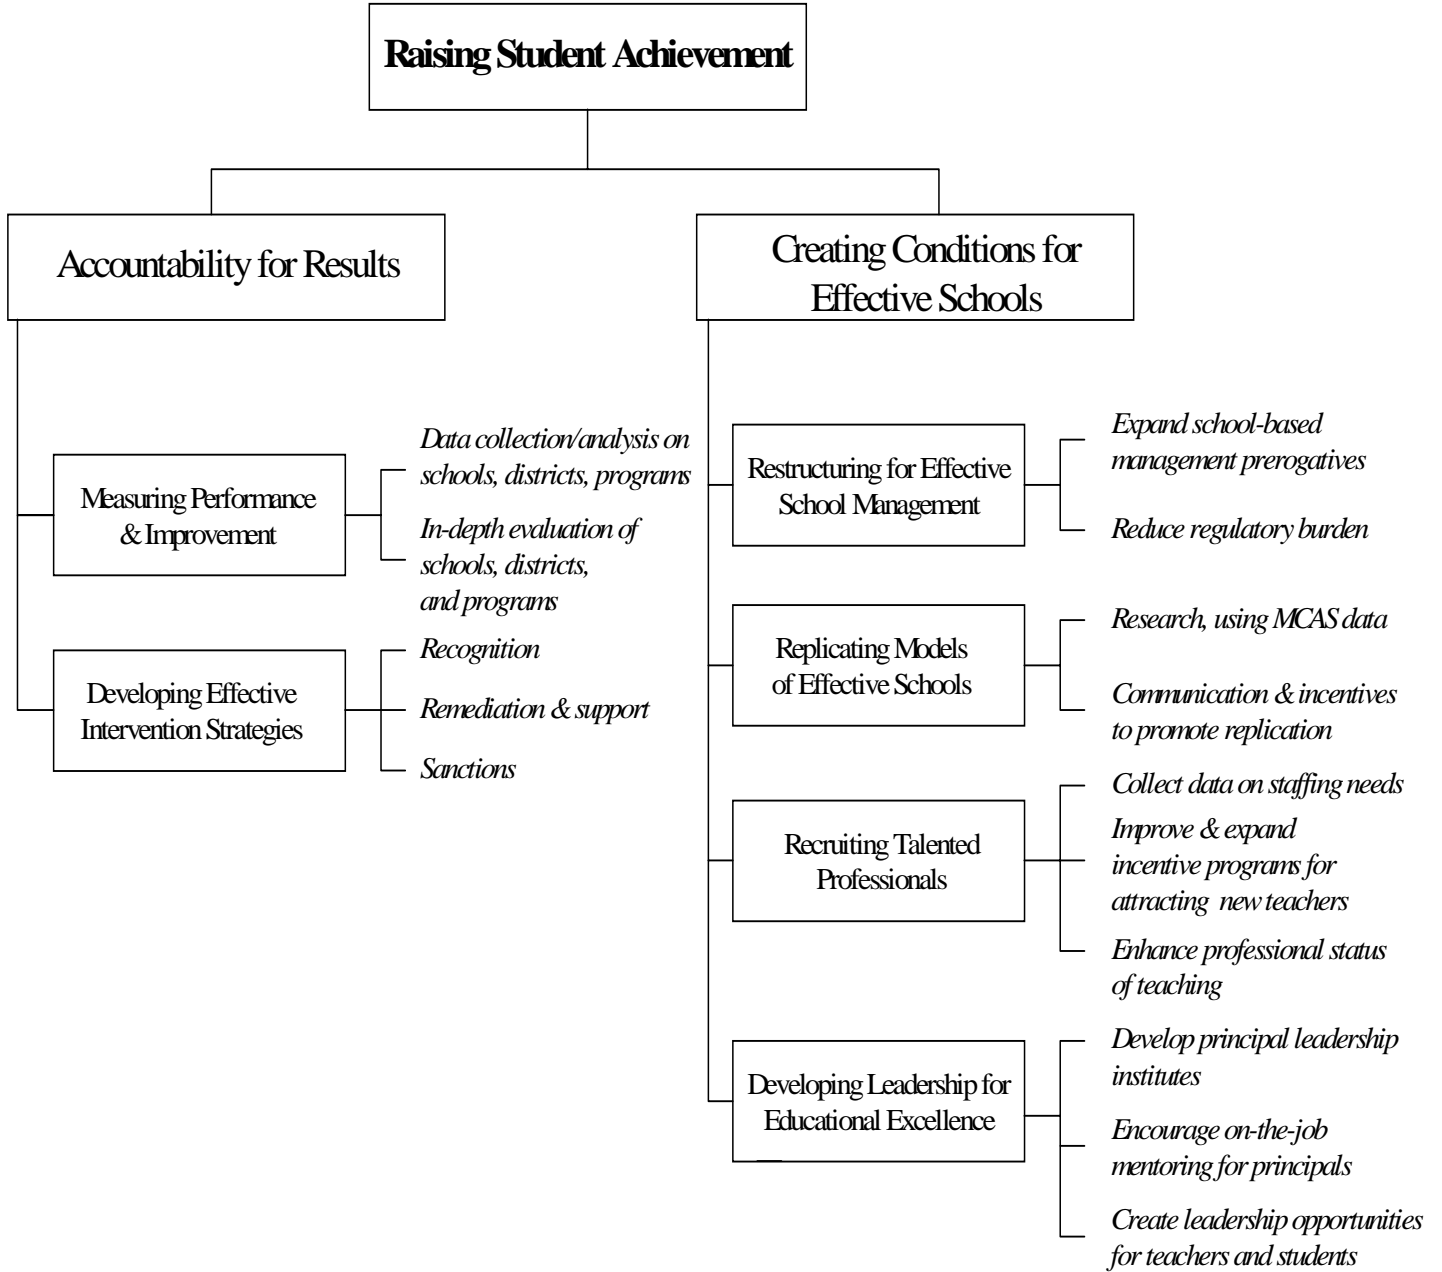 Raising Student Achievement
Accountability for Results
Creating Conditions for
Effective Schools
Measuring Performance
& Improvement
Data collection/analysis on
schools, districts, programs
In-depth evaluation of
schools, districts,
and programs
Developing Effective
Intervention Strategies
Recognition
Remediation & support
Sanctions
Restructuring for Effective
School Management
Expand school-based
management prerogatives
Reduce regulatory burden
Replicating Models
of Effective Schools
Research, using MCAS data
Communication & incentives
to promote replication
Recruiting Talented
Professionals
Collect data on staffing needs
Improve & expand
incentive programs for
attracting new teachers
Enhance professional status
of teaching
Developing Leadership for
Educational Excellence
Develop principal leadership
institutes
Encourage on-the-job
mentoring for principals
Create leadership opportunities
for teachers and students